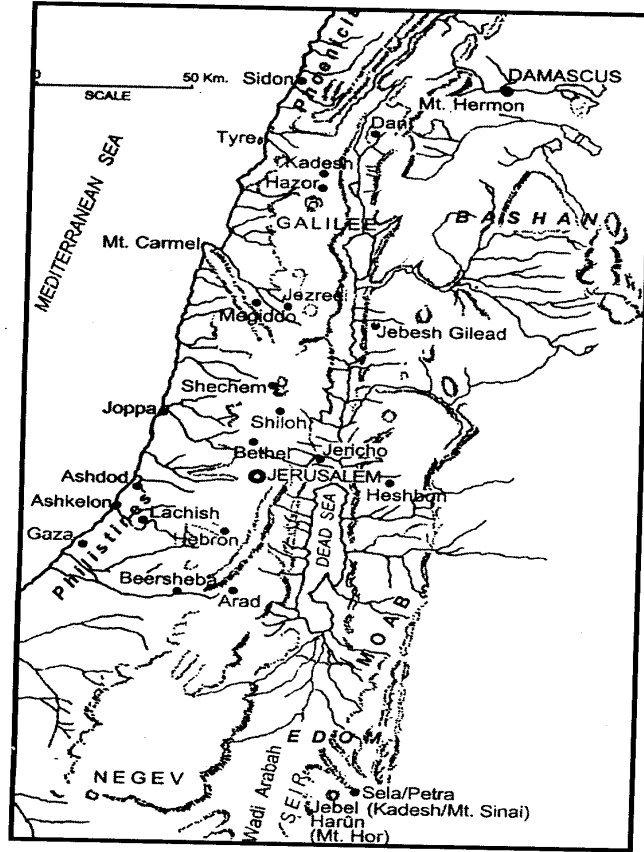 Phoenicia
0 50 Km.
SCALE
Sidon
DAMASCUS
Mt. Hermon
Dan
Tyre
Kadesh
Hazor
MEDITERRANEAN SEA
GALILEE
BASHAN
Mt. Carmel
Jezreel
Megiddo
Jebesh Gilead
Shechem
Joppa
Shiloh
Bethel
Jericho
JERUSALEM
Heshbon
Ashdod
Ashkelon
Lachish
Gaza
Hebron
Philistines
DEAD SEA
Beersheba
Arad
MOAB
EDOM
NEGEV
Wadi Arabah
SEIR
Sela/Petra
Jebel (Kadesh/Mt. Sinai)
Harûn
(Mt. Hor)